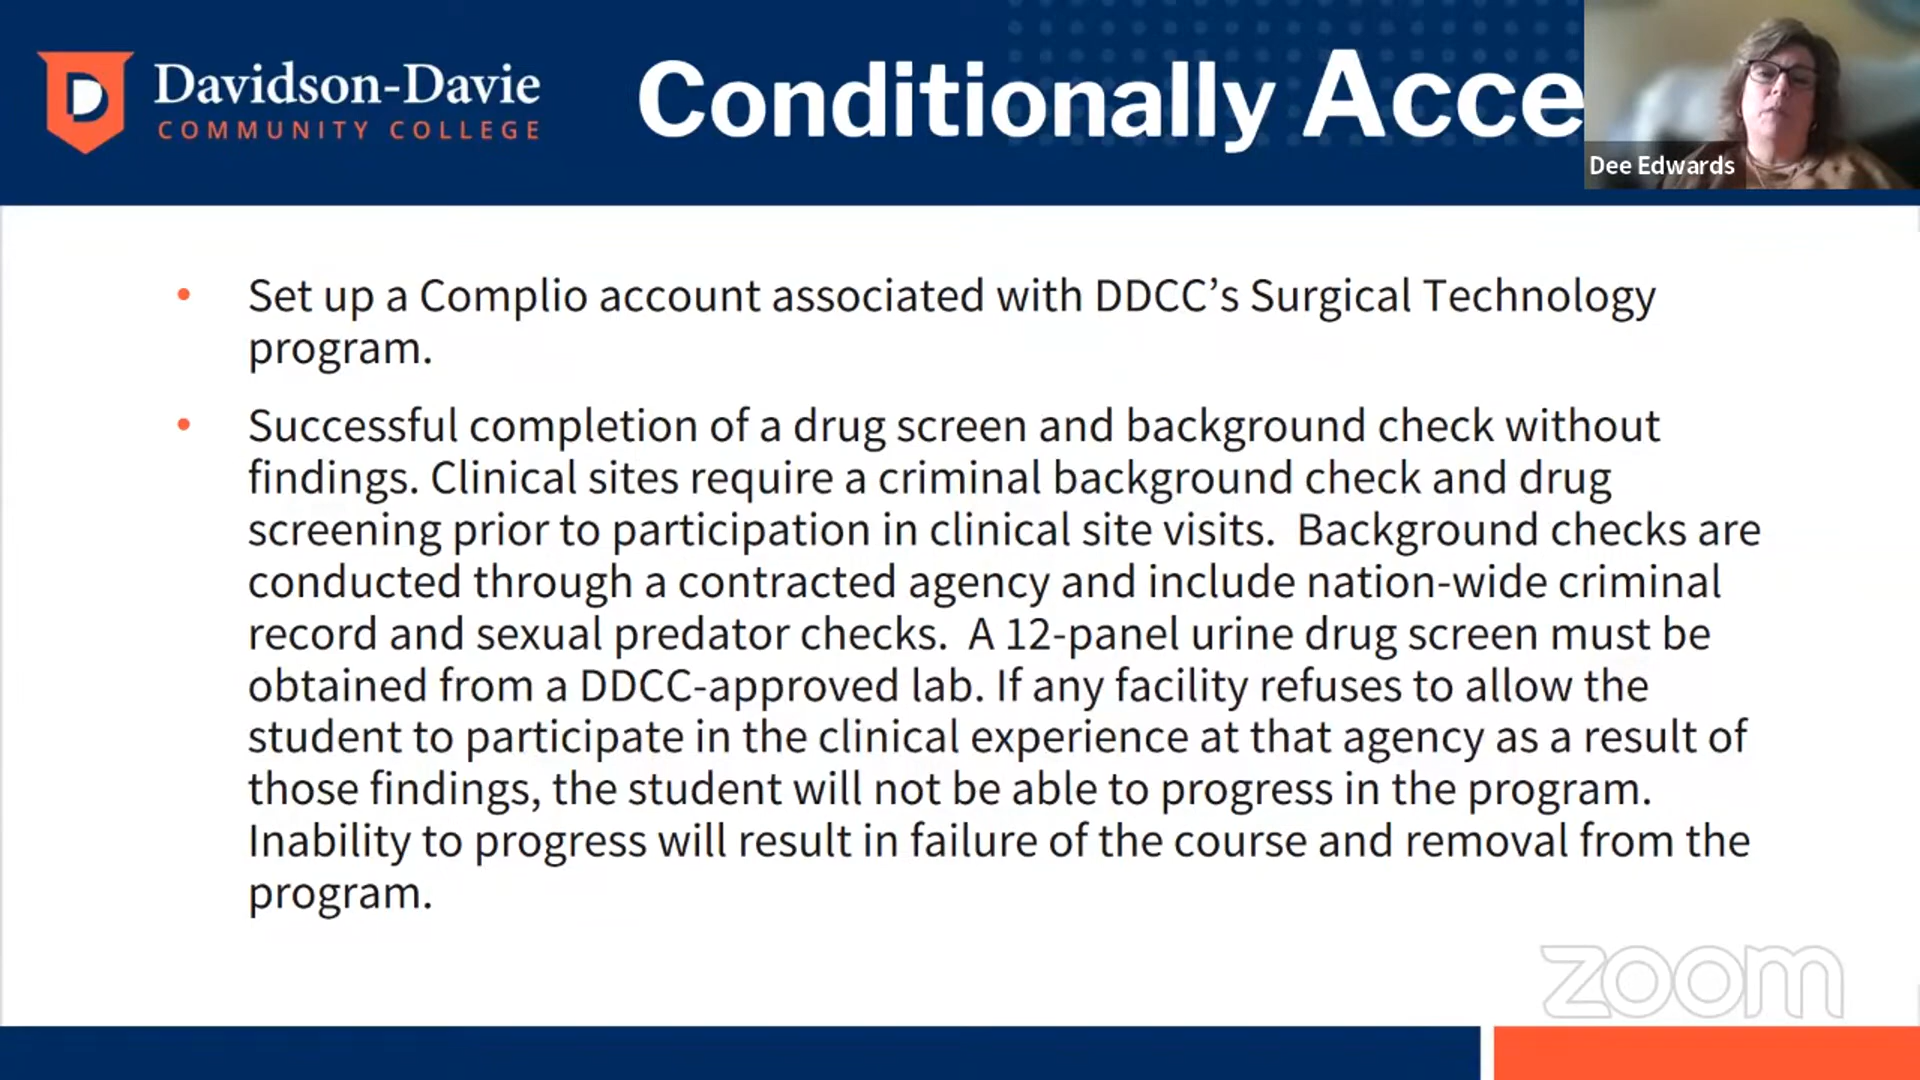 Davidson-Davie
COMMUNITY COLLEGE
Conditionally Acce
Dee Edwards
• Set up a Complio account associated with DDCC’s Surgical Technology
program.
• Successful completion of a drug screen and background check without
findings. Clinical sites require a criminal background check and drug
screening prior to participation in clinical site visits.  Background checks are
conducted through a contracted agency and include nation-wide criminal
record and sexual predator checks.  A 12-panel urine drug screen must be
obtained from a DDCC-approved lab. If any facility refuses to allow the
student to participate in the clinical experience at that agency as a result of
those findings, the student will not be able to progress in the program.
Inability to progress will result in failure of the course and removal from the
program.
zoom